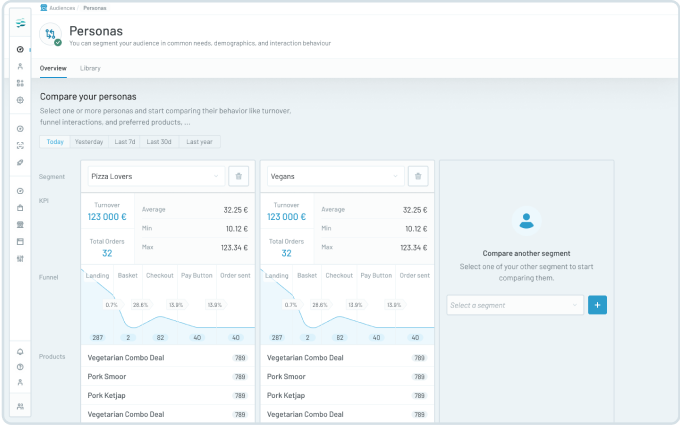 Audiences / Personas
Personas
You can segment your audience in common needs, demographics, and interaction behaviour
Overview Library
Compare your personas
Select one or more personas and start comparing their behavior like turnover,
funnel interactions, and preferred products, ...
Today Yesterday Last 7d Last 30d Last year
Segment Pizza Lovers Vegans
KPI
Turnover
123 000 €
Total Orders
32
Average 32.25 €
Min 10.12 €
Max 123.34 €
Turnover
123 000 €
Total Orders
32
Average 32.25 €
Min 10.12 €
Max 123.34 €
Compare another segment
Select one of your other segment to start
comparing them.
Select a segment +
Funnel
Landing Basket Checkout Pay Button Order sent
0.7% 28.6% 13.9% 13.9%
287 2 82 40 40
Landing Basket Checkout Pay Button Order sent
0.7% 28.6% 13.9% 13.9%
287 2 82 40 40
Products
Vegetarian Combo Deal 789
Pork Smoor 789
Pork Ketjap 789
Vegetarian Combo Deal 789
Vegetarian Combo Deal 789
Pork Smoor 789
Pork Ketjap 789
Vegetarian Combo Deal 789